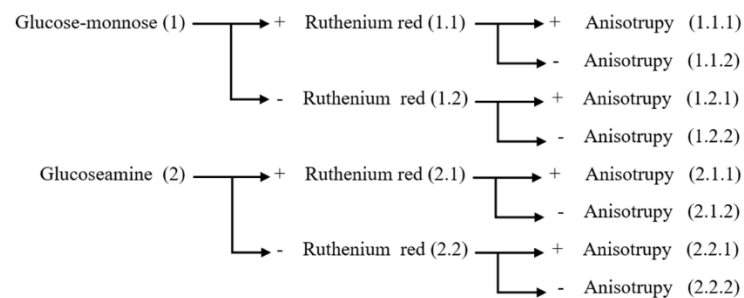 Glucose-monnose (1) + Ruthenium red (1.1) + Anisotrupy (1.1.1)
- Anisotrupy (1.1.2)
- Ruthenium red (1.2) + Anisotrupy (1.2.1)
- Anisotrupy (1.2.2)
Glucoseamine (2) + Ruthenium red (2.1) + Anisotrupy (2.1.1)
- Anisotrupy (2.1.2)
- Ruthenium red (2.2) + Anisotrupy (2.2.1)
- Anisotrupy (2.2.2)